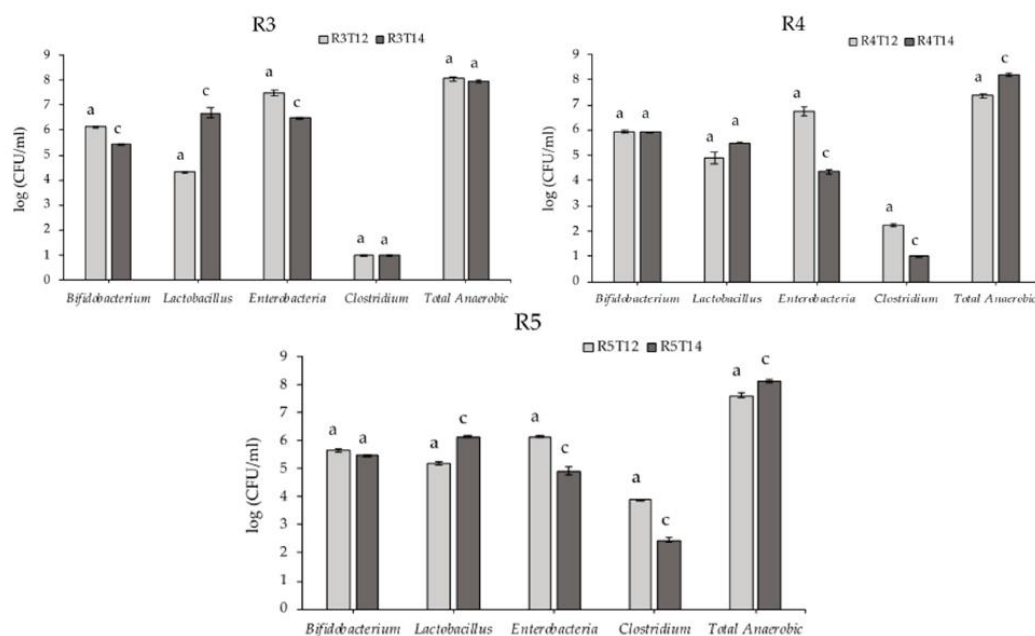 R3
R3T12 R3T14
log (CFU/ml)
9
8
7
6
5
4
3
2
1
0
a c a c a c a a a a
Bifidobacterium Lactobacillus Enterobacteria Clostridium Total Anaerobic
R4
R4T12 R4T14
log (CFU/ml)
9
8
7
6
5
4
3
2
1
0
a a a a a c a c a c
Bifidobacterium Lactobacillus Enterobacteria Clostridium Total Anaerobic
R5
R5T12 R5T14
log (CFU/ml)
9
8
7
6
5
4
3
2
1
0
a a a c a c a c a c
Bifidobacterium Lactobacillus Enterobacteria Clostridium Total Anaerobic